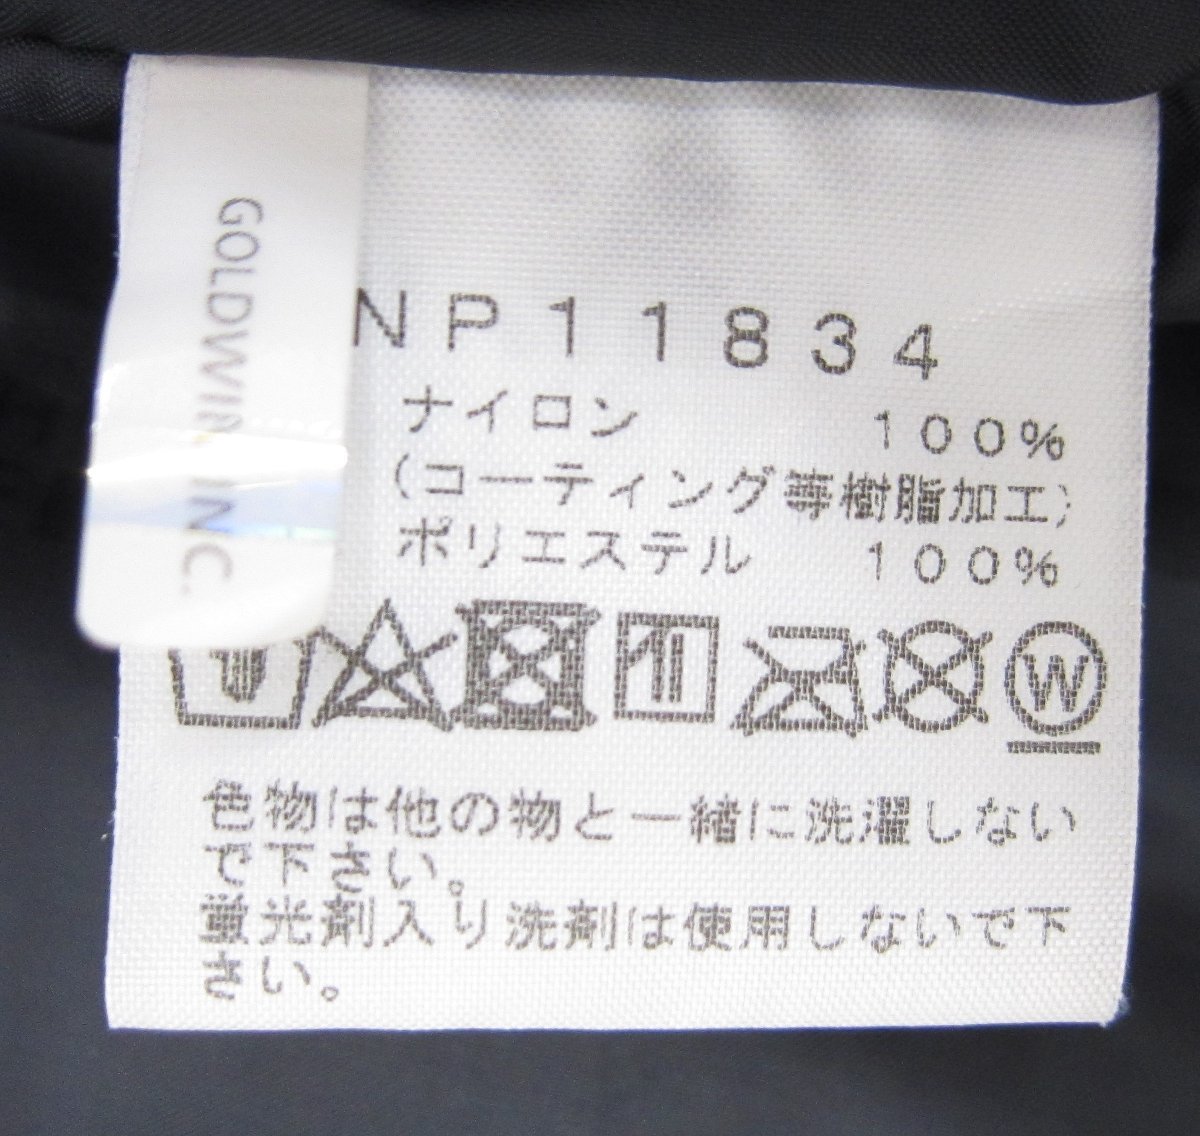 GOLDWIN INC.
NP11834
ナイロン 100%
(コーティング等樹脂加工)
ポリエステル 100%
W
色物は他の物と一緒に洗濯しない
で下さい。
蛍光剤入り洗剤は使用しないで下
さい。